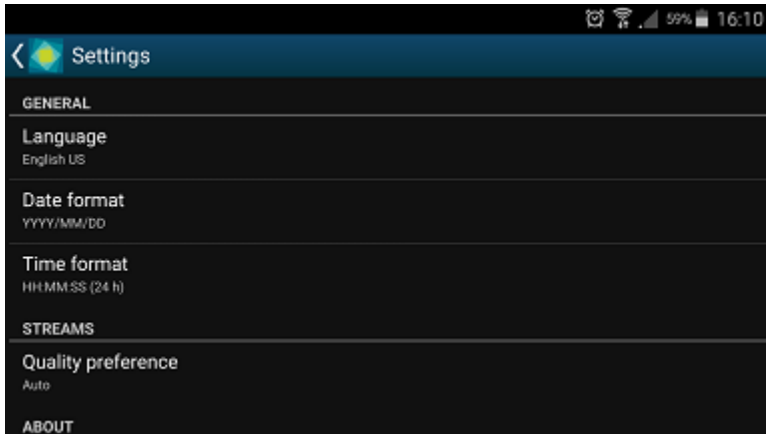 59% 16:10
Settings
GENERAL
Language
English US
Date format
YYYY/MM/DD
Time format
HH:MM:SS (24 h)
STREAMS
Quality preference
Auto
ABOUT